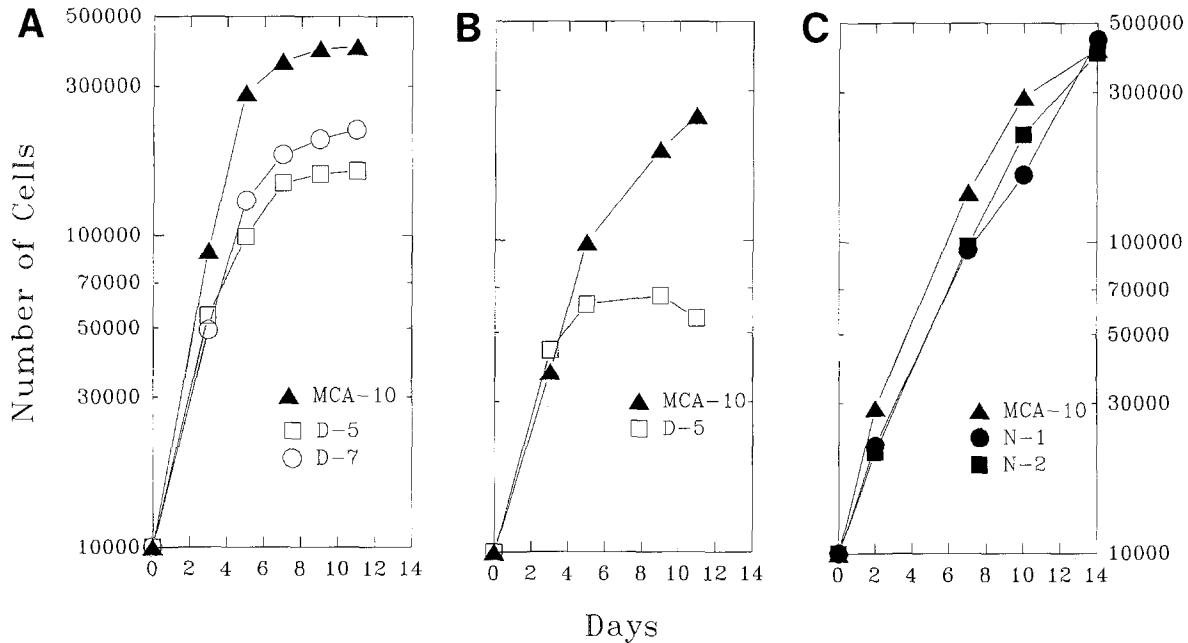 A
B
C
500000
300000
100000
70000
50000
30000
10000
Number of Cells
MCA-10
D-5
D-7
0 2 4 6 8 10 12 14
MCA-10
D-5
0 2 4 6 8 10 12 14
MCA-10
N-1
N-2
0 2 4 6 8 10 12 14
500000
300000
100000
70000
50000
30000
10000
Days